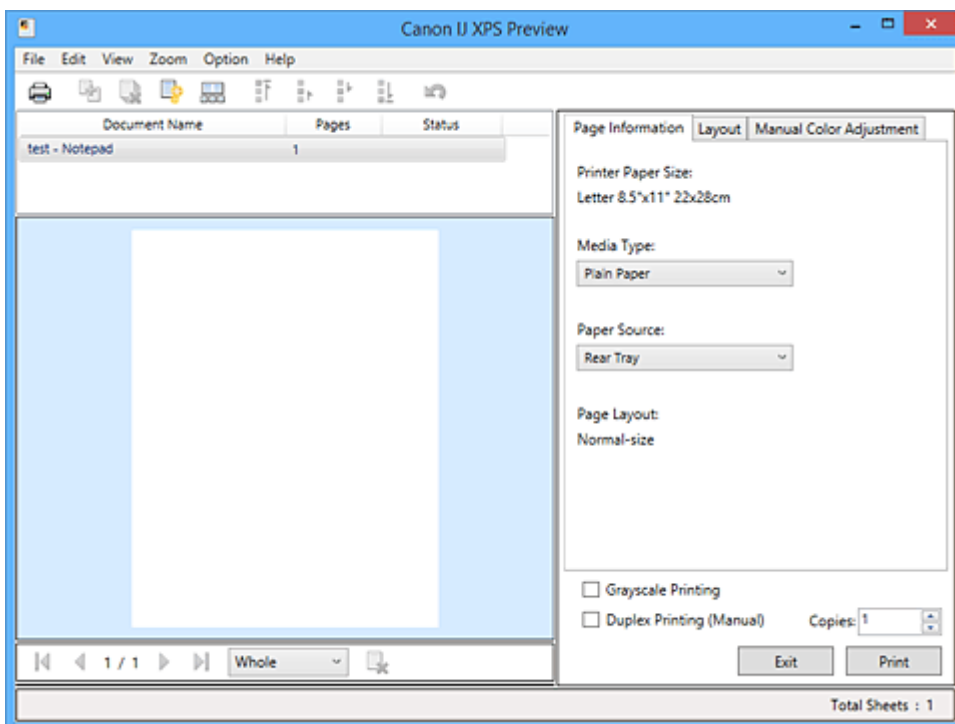 Canon IJ XPS Preview
File Edit View Zoom Option Help
Document Name Pages Status
test - Notepad 1
Page Information Layout Manual Color Adjustment
Printer Paper Size:
Letter 8.5"x11" 22x28cm
Media Type:
Plain Paper
Paper Source:
Rear Tray
Page Layout:
Normal-size
Grayscale Printing
Duplex Printing (Manual) Copies: 1
1 / 1 Whole
Exit Print
Total Sheets : 1